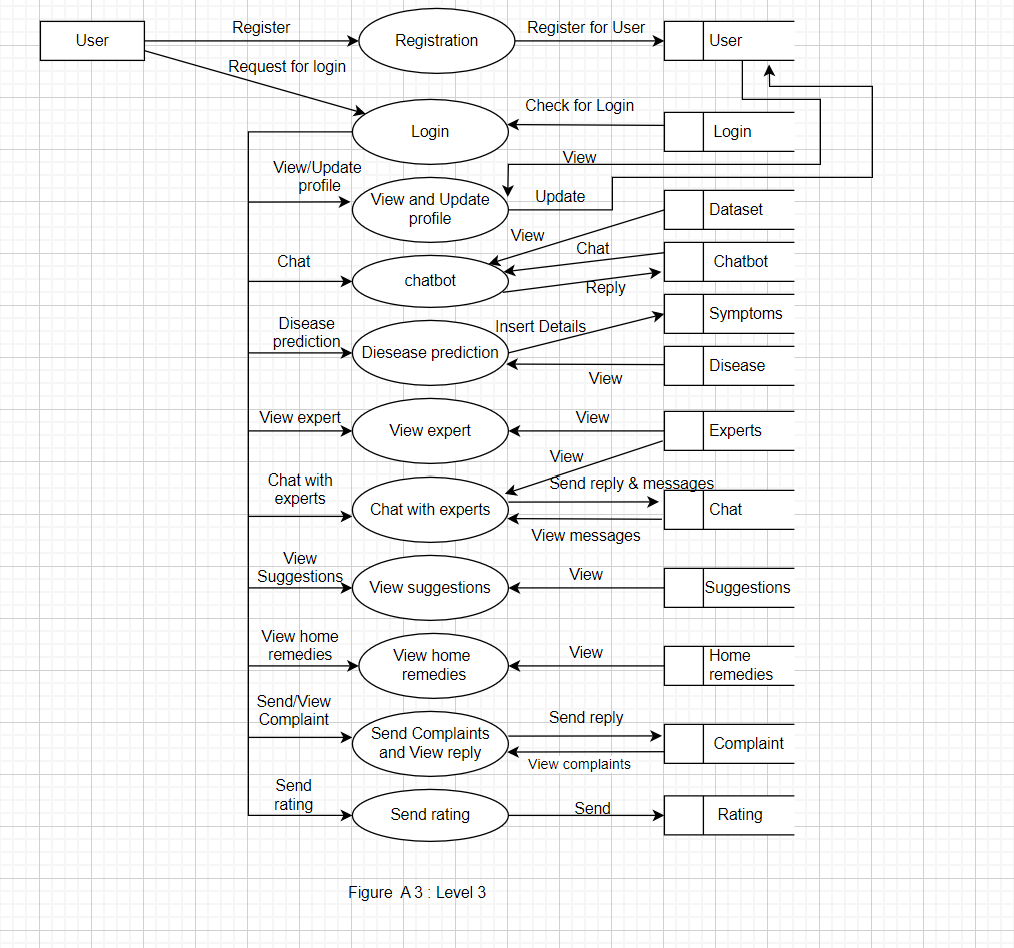 User
Register
Registration
Register for User
User
Request for login
Login
Check for Login
Login
View/Update
profile
View and Update
profile
View
Update
Dataset
View
Chat
chatbot
Chat
Reply
Chatbot
Disease
prediction
Diesease prediction
Insert Details
Symptoms
View
Disease
View expert
View expert
View
Experts
View
Chat with
experts
Chat with experts
Send reply & messages
Chat
View messages
View
Suggestions
View suggestions
View
Suggestions
View home
remedies
View home
remedies
View
Home
remedies
Send/View
Complaint
Send Complaints
and View reply
Send reply
Complaint
View complaints
Send
rating
Send rating
Send
Rating
Figure A 3 : Level 3